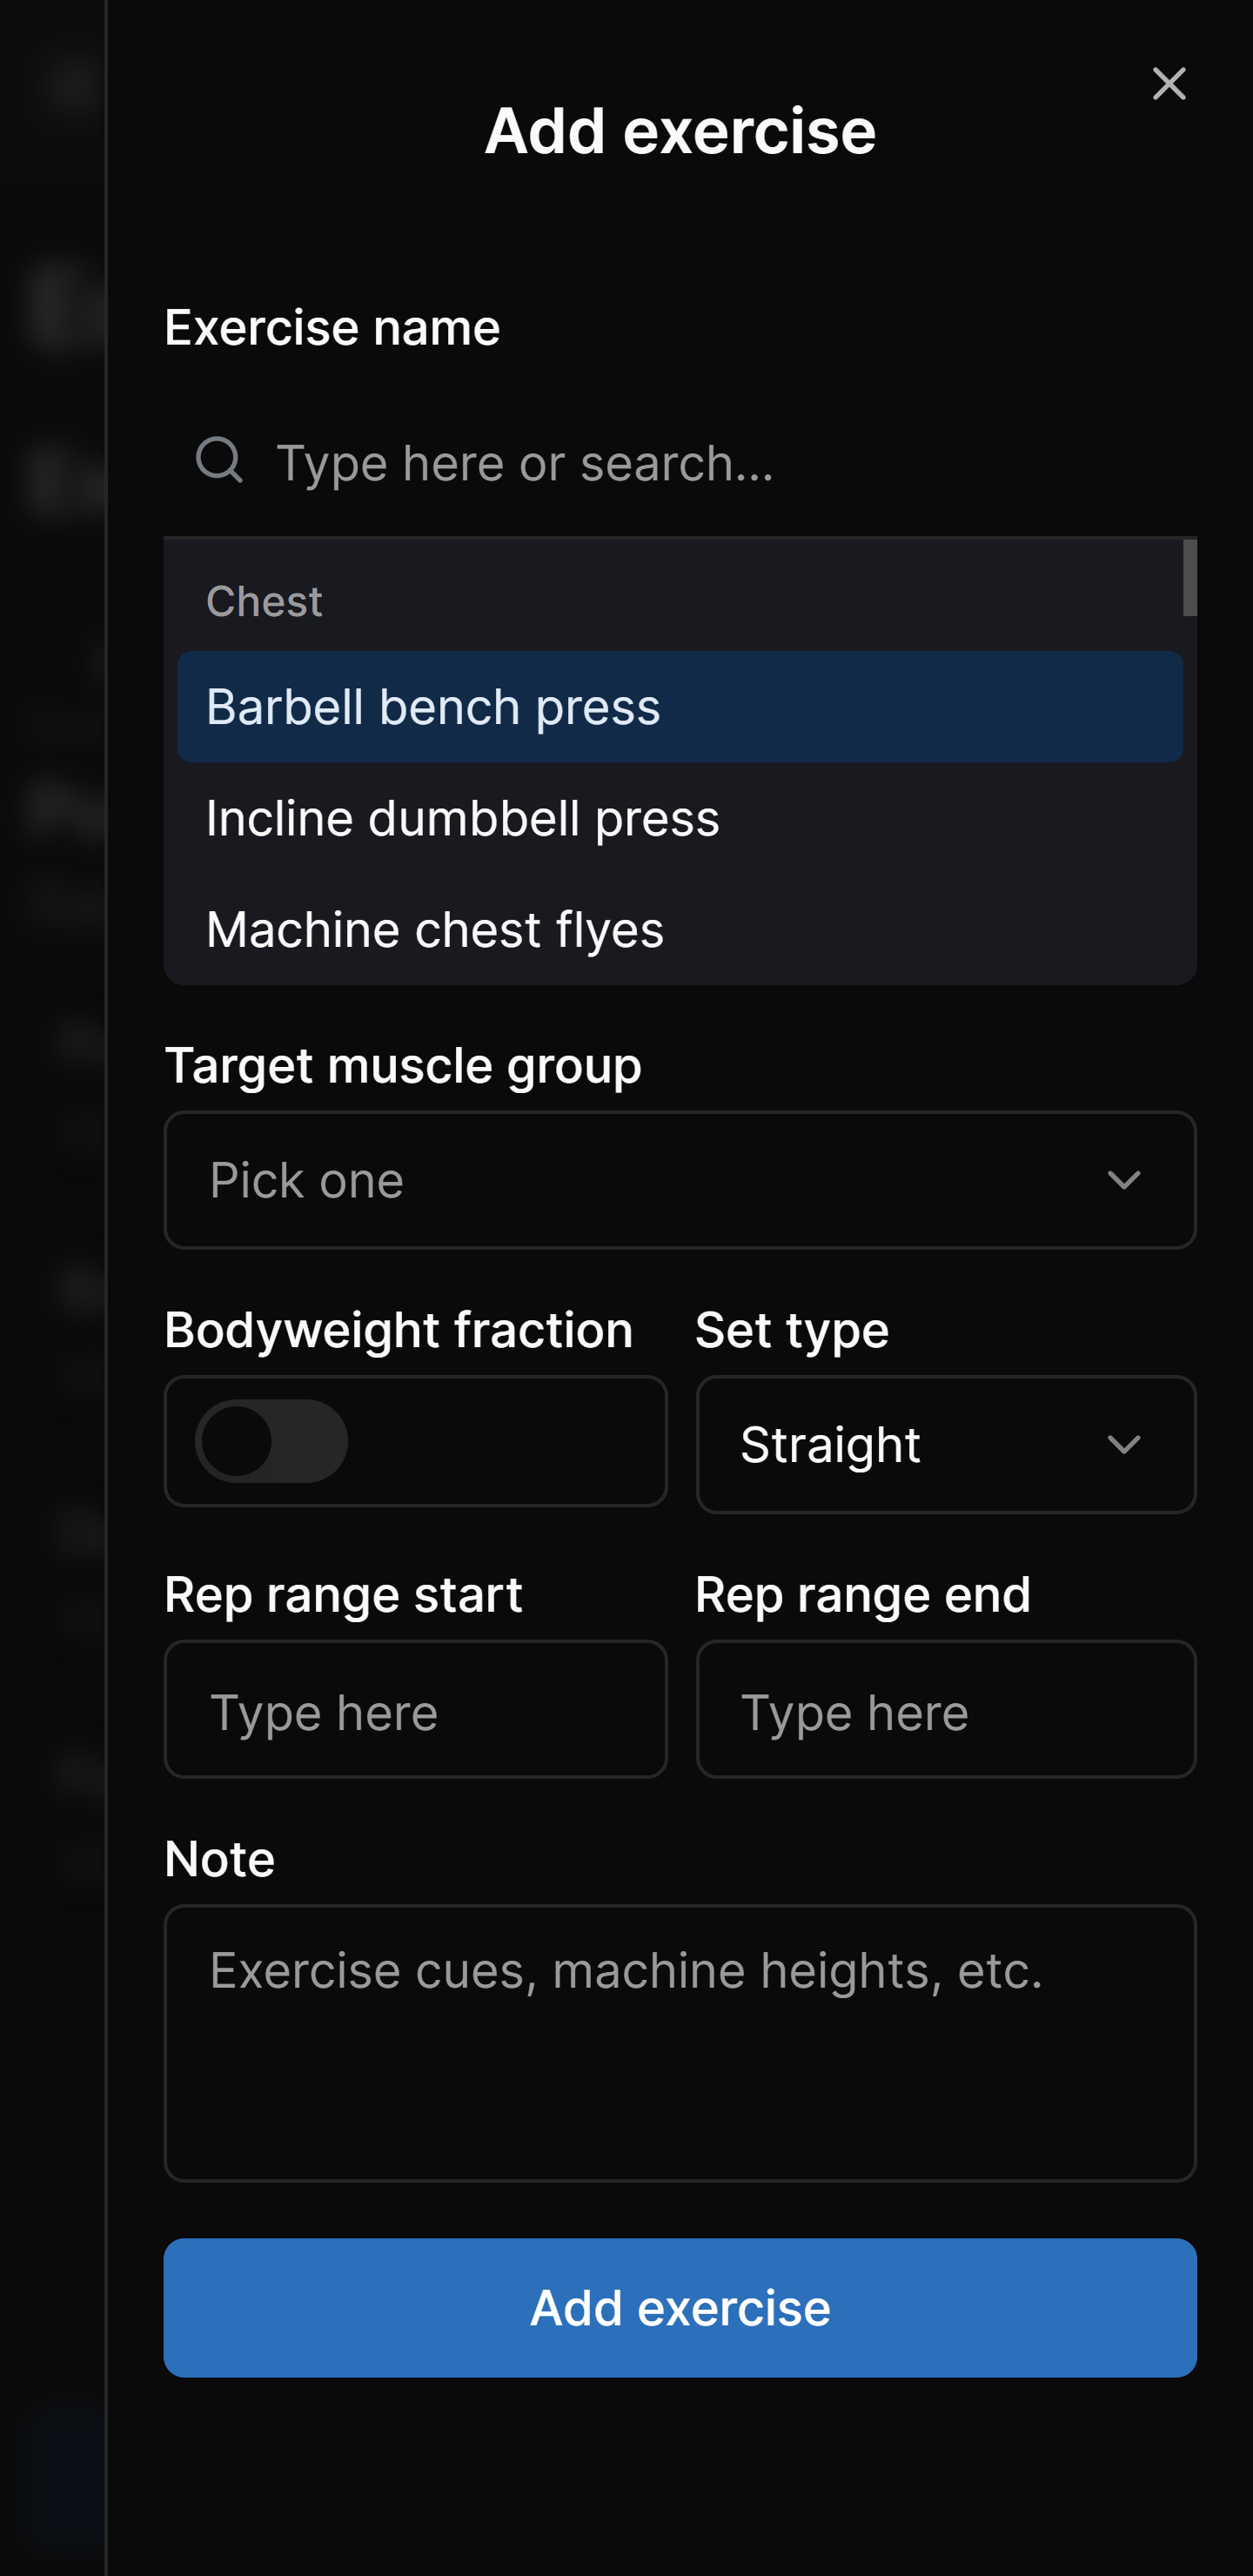 Add exercise
Exercise name
Type here or search...
Chest
Barbell bench press
Incline dumbbell press
Machine chest flyes
Target muscle group
Pick one
Bodyweight fraction Set type
Straight
Rep range start Rep range end
Type here Type here
Note
Exercise cues, machine heights, etc.
Add exercise